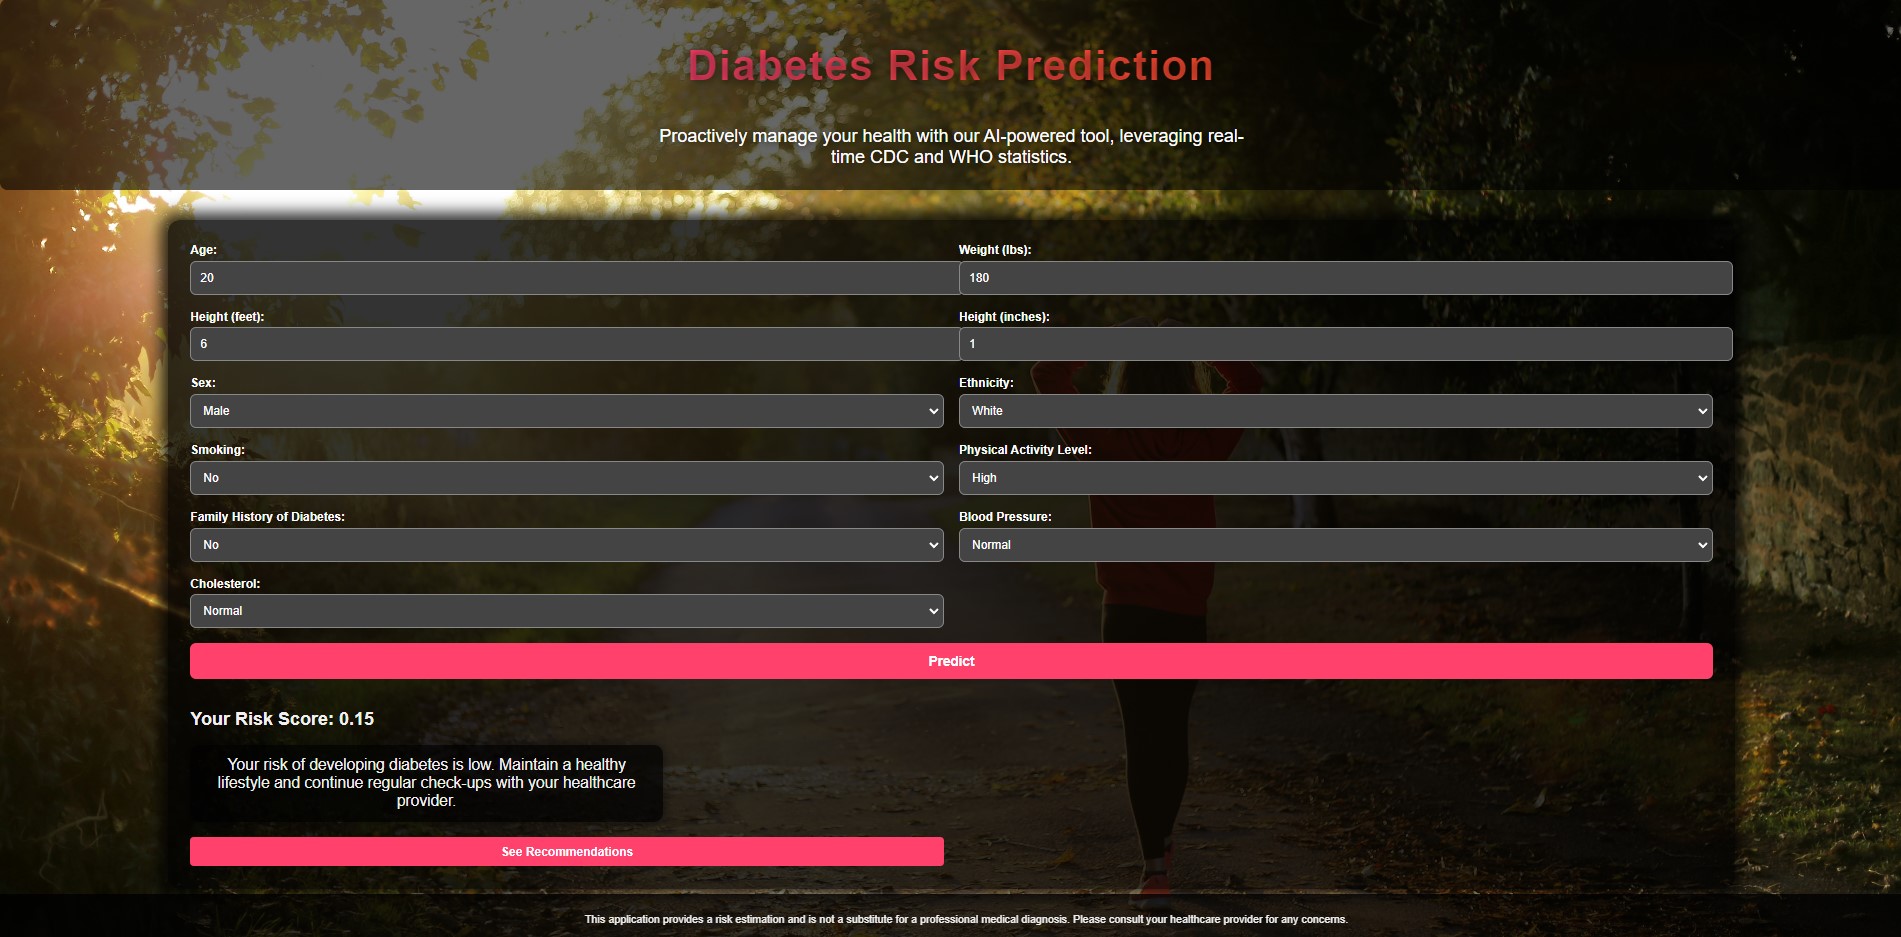 Diabetes Risk Prediction
Proactively manage your health with our AI-powered tool, leveraging real-
time CDC and WHO statistics.
Age:
20
Weight (lbs):
180
Height (feet):
6
Height (inches):
1
Sex:
Male
Ethnicity:
White
Smoking:
No
Physical Activity Level:
High
Family History of Diabetes:
No
Blood Pressure:
Normal
Cholesterol:
Normal
Predict
Your Risk Score: 0.15
Your risk of developing diabetes is low. Maintain a healthy
lifestyle and continue regular check-ups with your healthcare
provider.
See Recommendations
This application provides a risk estimation and is not a substitute for a professional medical diagnosis. Please consult your healthcare provider for any concerns.